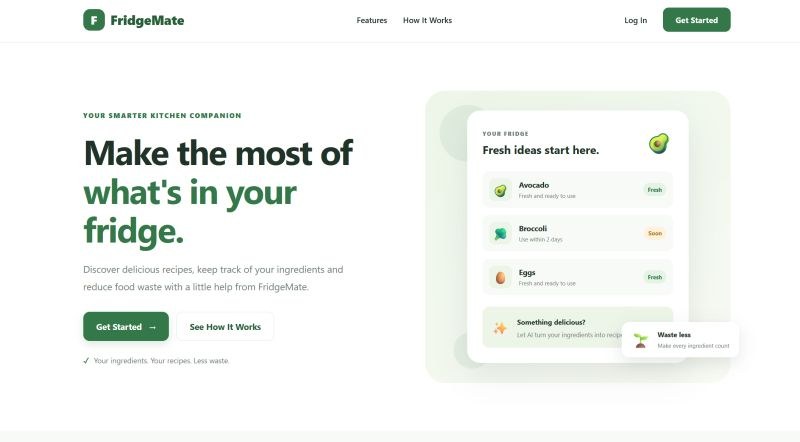 F FridgeMate
Features How It Works
Log In Get Started
YOUR SMARTER KITCHEN COMPANION
Make the most of
what's in your
fridge.
Discover delicious recipes, keep track of your ingredients and
reduce food waste with a little help from FridgeMate.
Get Started → See How It Works
✓ Your ingredients. Your recipes. Less waste.
YOUR FRIDGE
Fresh ideas start here.
Avocado
Fresh and ready to use
Fresh
Broccoli
Use within 2 days
Soon
Eggs
Fresh and ready to use
Fresh
Something delicious?
Let AI turn your ingredients into
Waste less
Make every ingredient count